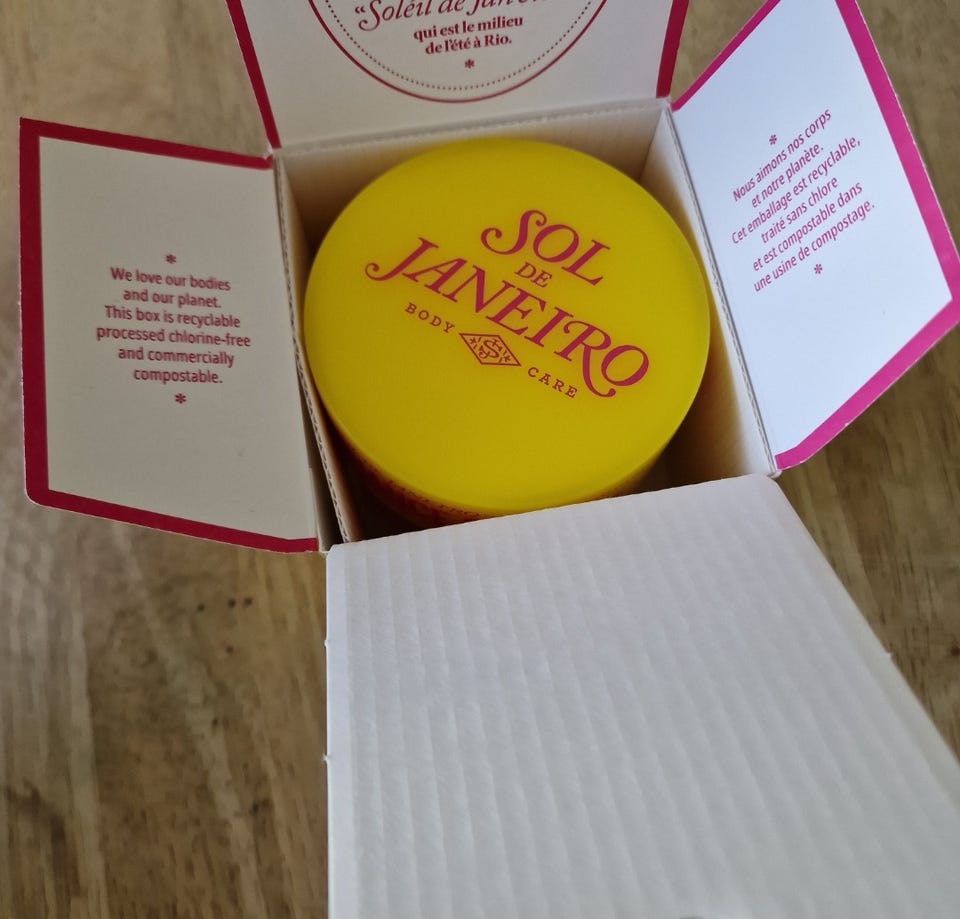 “Soléil de
qui est le milieu
de l'été à Rio.
*
*
We love our bodies
and our planet.
This box is recyclable
processed chlorine-free
and commercially
compostable.
*
SOL
DE
JANEIRO
BODY CARE
*
Nous aimons nos corps
et notre planète.
Cet emballage est recyclable,
traité sans chlore
et est compostable dans
une usine de compostage.
*